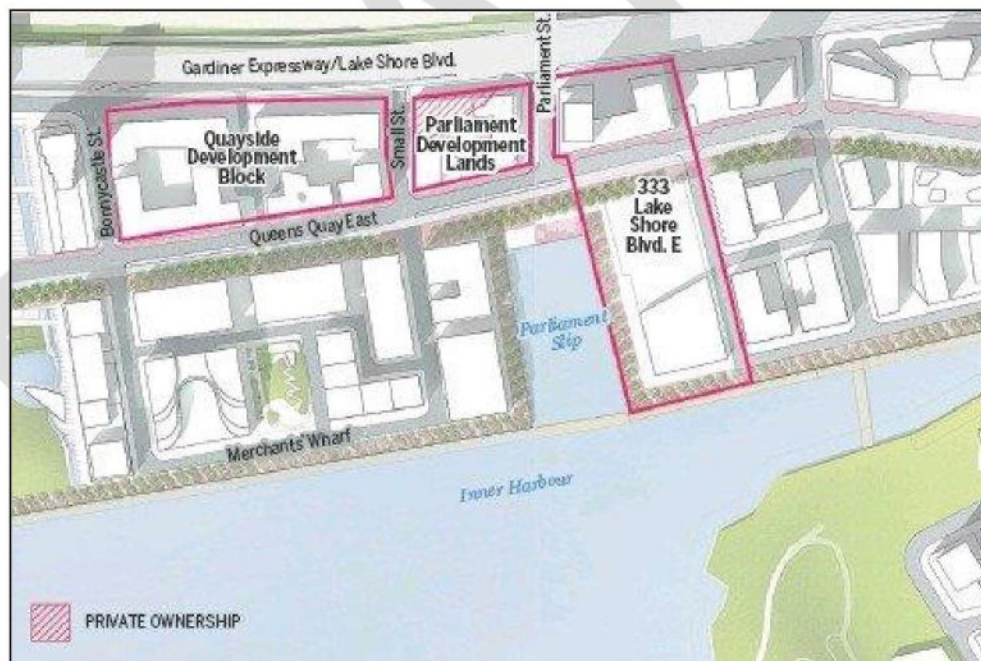 Gardiner Expressway/Lake Shore Blvd.
Parliament St.
Bonnycastle St.
Quayside
Development
Block
Small St.
Parliament
Development
Lands
Queens Quay East
333
Lake
Shore
Blvd. E
Parliament
Slip
Merchants' Wharf
Inner Harbour
PRIVATE OWNERSHIP